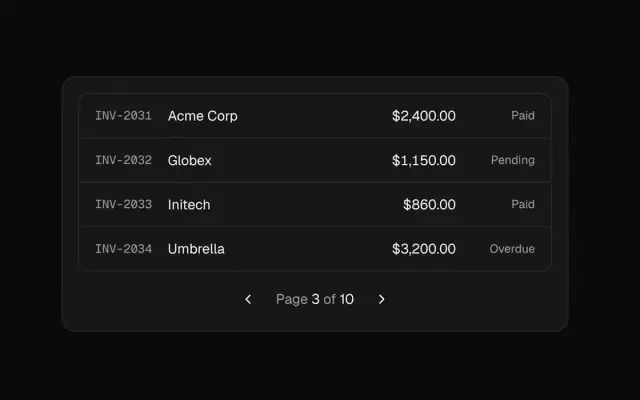 INV-2031 Acme Corp $2,400.00 Paid
INV-2032 Globex $1,150.00 Pending
INV-2033 Initech $860.00 Paid
INV-2034 Umbrella $3,200.00 Overdue
Page 3 of 10